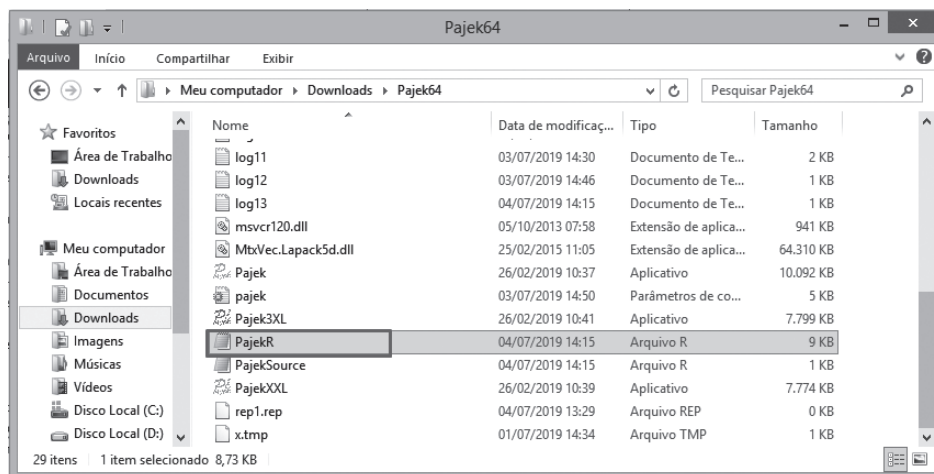 Pajek64
Arquivo Início Compartilhar Exibir
Meu computador Downloads Pajek64 Pesquisar Pajek64
Favoritos
Área de Trabalho
Downloads
Locais recentes
Meu computador
Área de Trabalho
Documentos
Downloads
Imagens
Músicas
Vídeos
Disco Local (C:)
Disco Local (D:)
Nome Data de modificaç... Tipo Tamanho
log11 03/07/2019 14:30 Documento de Te... 2 KB
log12 03/07/2019 14:46 Documento de Te... 1 KB
log13 04/07/2019 14:15 Documento de Te... 1 KB
msvcr120.dll 05/10/2013 07:58 Extensão de aplica... 941 KB
MtxVec.Lapack5d.dll 25/02/2015 11:05 Extensão de aplica... 64.310 KB
Pajek 26/02/2019 10:37 Aplicativo 10.092 KB
pajek 03/07/2019 14:50 Parâmetros de co... 5 KB
Pajek3XL 26/02/2019 10:41 Aplicativo 7.799 KB
PajekR 04/07/2019 14:15 Arquivo R 9 KB
PajekSource 04/07/2019 14:15 Arquivo R 1 KB
PajekXXL 26/02/2019 10:39 Aplicativo 7.774 KB
rep1.rep 04/07/2019 13:29 Arquivo REP 0 KB
x.tmp 01/07/2019 14:34 Arquivo TMP 1 KB
29 itens 1 item selecionado 8,73 KB